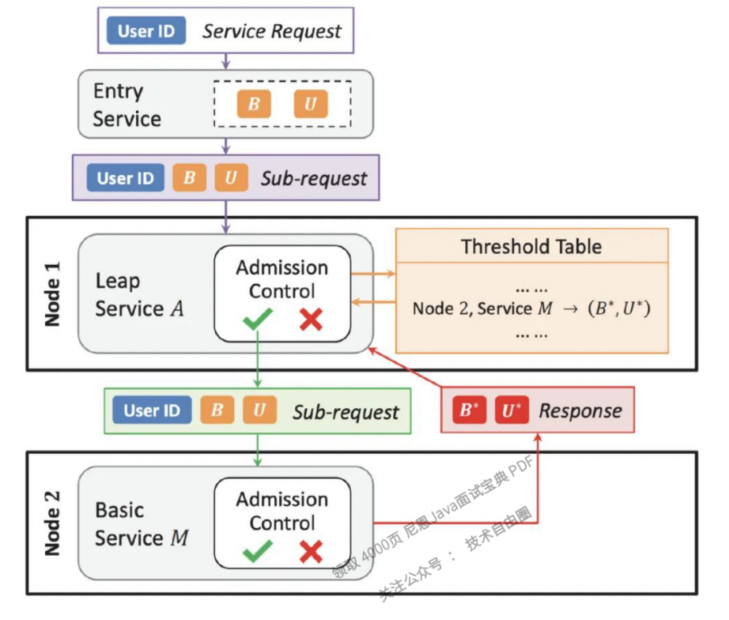 User ID Service Request
Entry
Service
B U
User ID B U Sub-request
Node 1
Leap
Service A
Admission
Control
Threshold Table
... ...
Node 2, Service M → (B*, U*)
... ...
User ID B U Sub-request
B* U* Response
Node 2
Basic
Service M
Admission
Control
领取 4000页 尼恩 Java面试宝典 PDF
关注公众号 : 技术自由圈